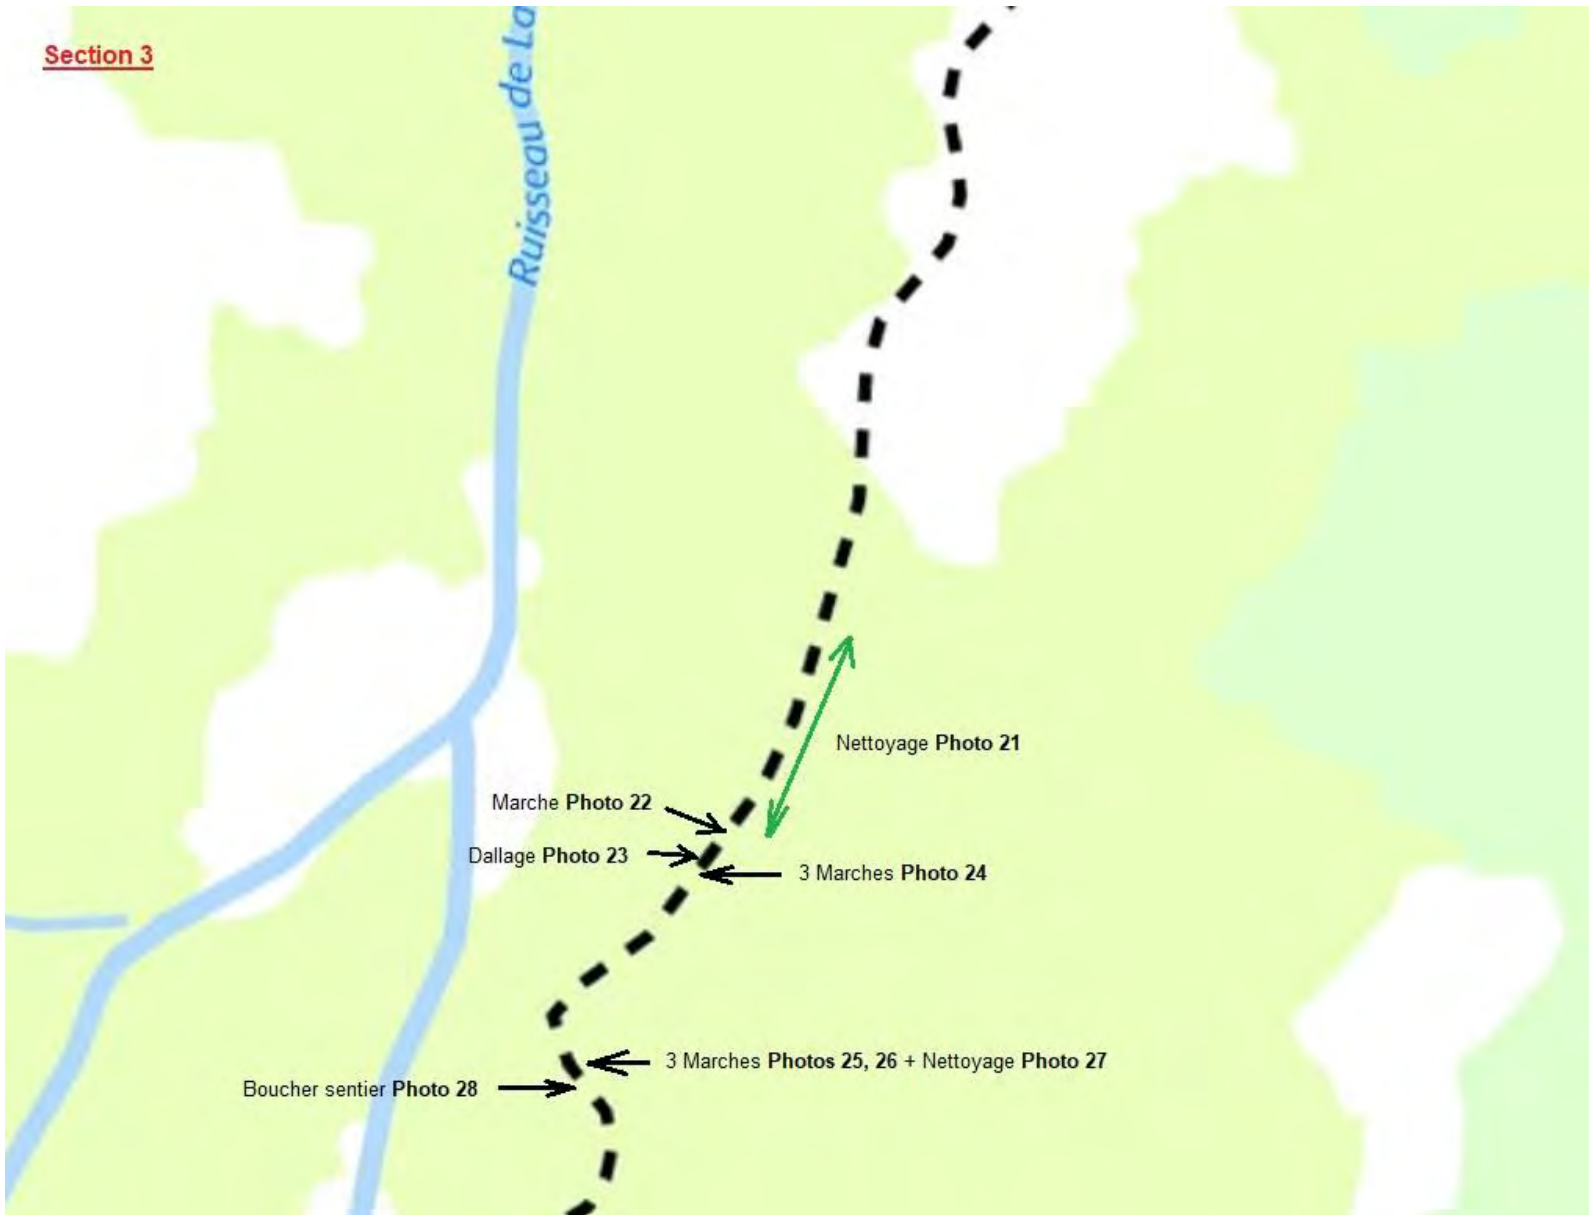 Section 3
Ruisseau de La
Nettoyage Photo 21
Marche Photo 22
Dallage Photo 23
3 Marches Photo 24
3 Marches Photos 25, 26 + Nettoyage Photo 27
Boucher sentier Photo 28